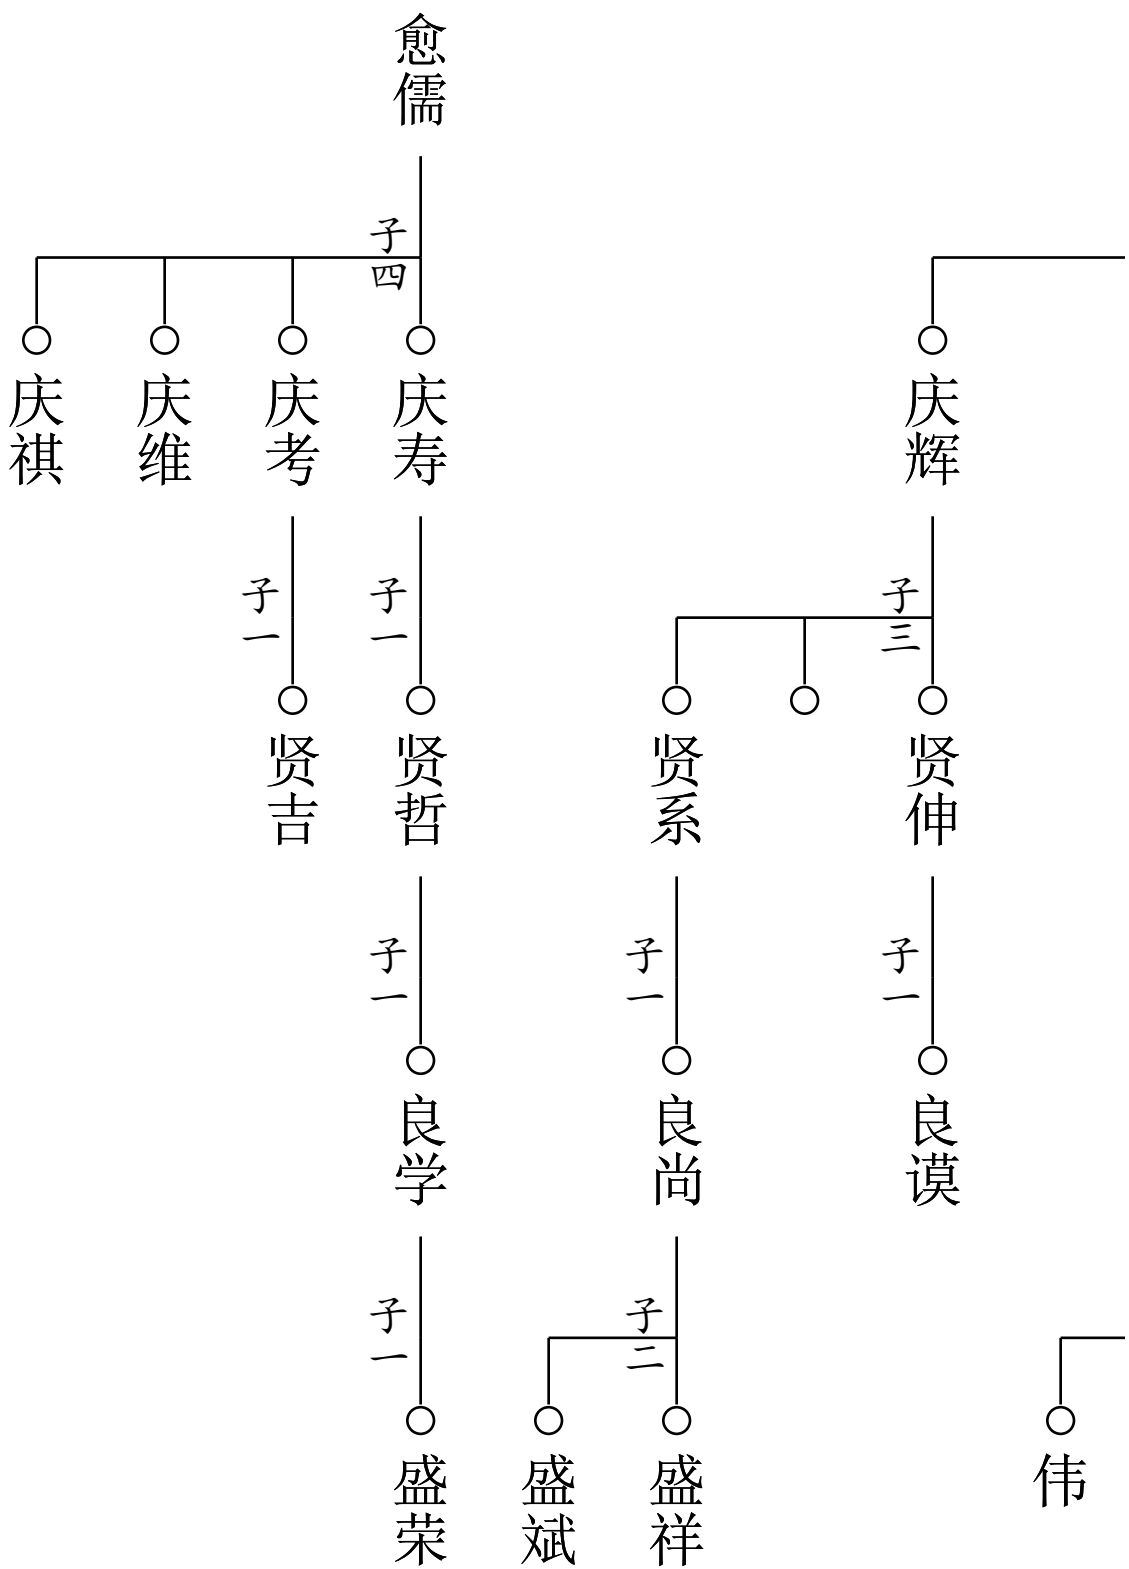 愈儒
子四
庆寿
庆考
庆维
庆祺
庆辉
子一
子一
子三
贤哲
贤吉
贤伸
贤系
子一
子一
子一
良学
良尚
良谟
子一
子二
盛荣
盛祥
盛斌
伟